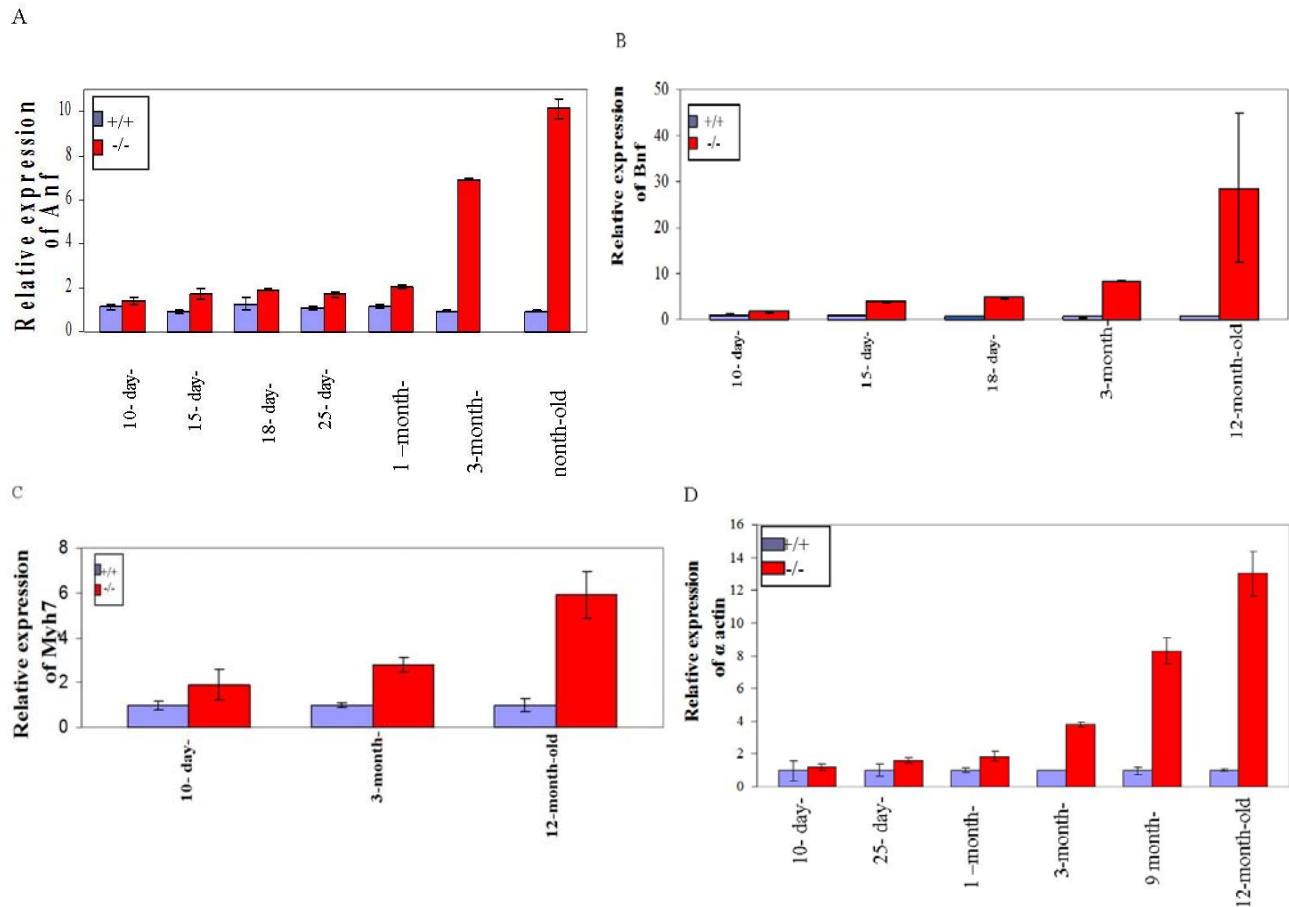 A
Relative expression
of Anf
10
8
6
4
2
0
+/+
-/-
10- day-
15- day-
18- day-
25- day-
1 –month-
3-month-
nonth-old
B
Relative expression
of Bnf
50
40
30
20
10
0
+/+
-/-
10- day-
15- day-
18- day-
3-month-
12-month-old
C
Relative expression
of Myh7
8
6
4
2
0
+/+
-/-
10- day-
3-month-
12-month-old
D
Relative expression
of α actin
16
14
12
10
8
6
4
2
0
+/+
-/-
10- day-
25- day-
1 –month-
3-month-
9 month-
12-month-old